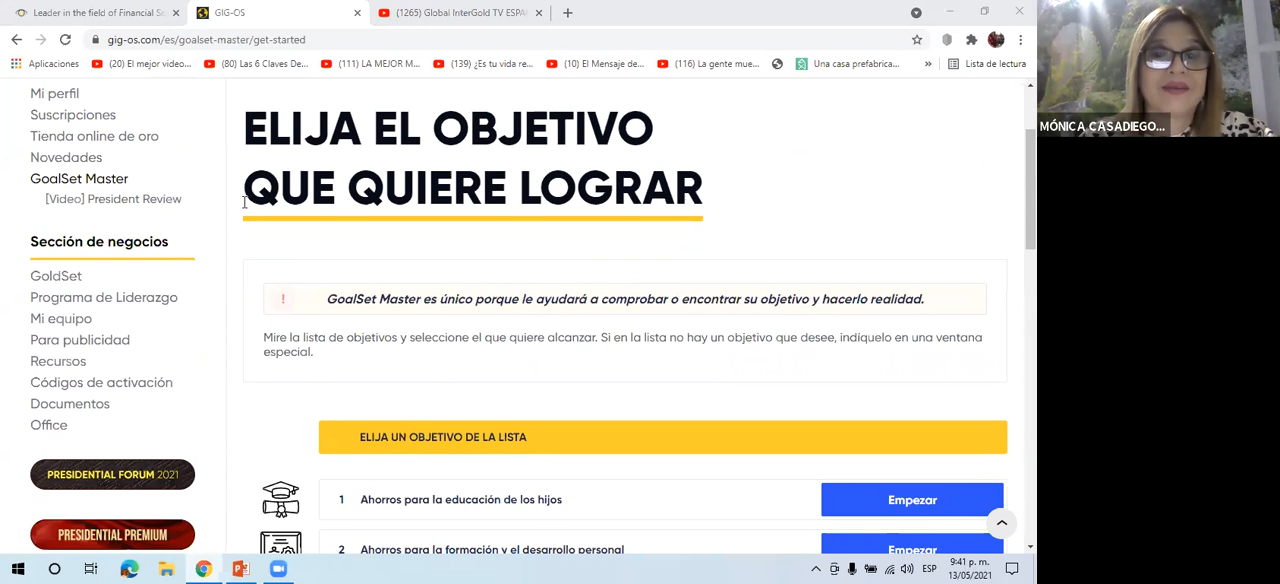 Leader in the field of Financial Se
GIG-OS
(1265) Global InterGold TV ESPA
gig-os.com/es/goalset-master/get-started
Aplicaciones
(20) El mejor video...
(80) Las 6 Claves De...
(111) LA MEJOR M...
(139) ¿Es tu vida re...
(10) El Mensaje de...
(116) La gente mue...
Una casa prefabrica...
»
Lista de lectura
MÓNICA CASADIEGO...
Mi perfil
Suscripciones
Tienda online de oro
Novedades
GoalSet Master
[Video] President Review
Sección de negocios
GoldSet
Programa de Liderazgo
Mi equipo
Para publicidad
Recursos
Códigos de activación
Documentos
Office
PRESIDENTIAL FORUM 2021
PRESIDENTIAL PREMIUM
ELIJA EL OBJETIVO
QUE QUIERE LOGRAR
! GoalSet Master es único porque le ayudará a comprobar o encontrar su objetivo y hacerlo realidad.
Mire la lista de objetivos y seleccione el que quiere alcanzar. Si en la lista no hay un objetivo que desee, indíquelo en una ventana
especial.
ELIJA UN OBJETIVO DE LA LISTA
1 Ahorros para la educación de los hijos
Empezar
2 Ahorros para la formación y el desarrollo personal
Empezar
ESP
9:41 p. m.
13/05/2021